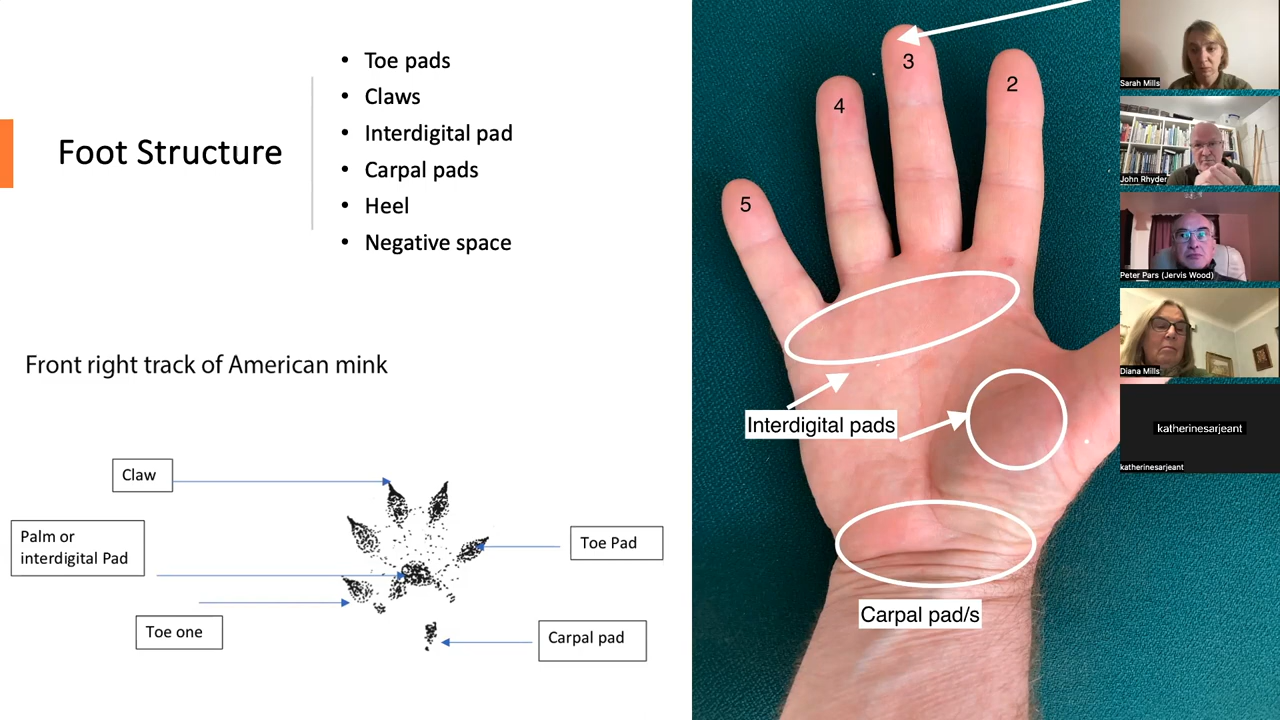 Foot Structure
• Toe pads
• Claws
• Interdigital pad
• Carpal pads
• Heel
• Negative space
Front right track of American mink
Claw
Palm or
interdigital Pad
Toe one
Toe Pad
Carpal pad
3
2
4
5
Interdigital pads
Carpal pad/s
Sarah Mills
John Rhyder
Peter Pars (Jervis Wood)
Diana Mills
katherinesarjeant
katherinesarjeant